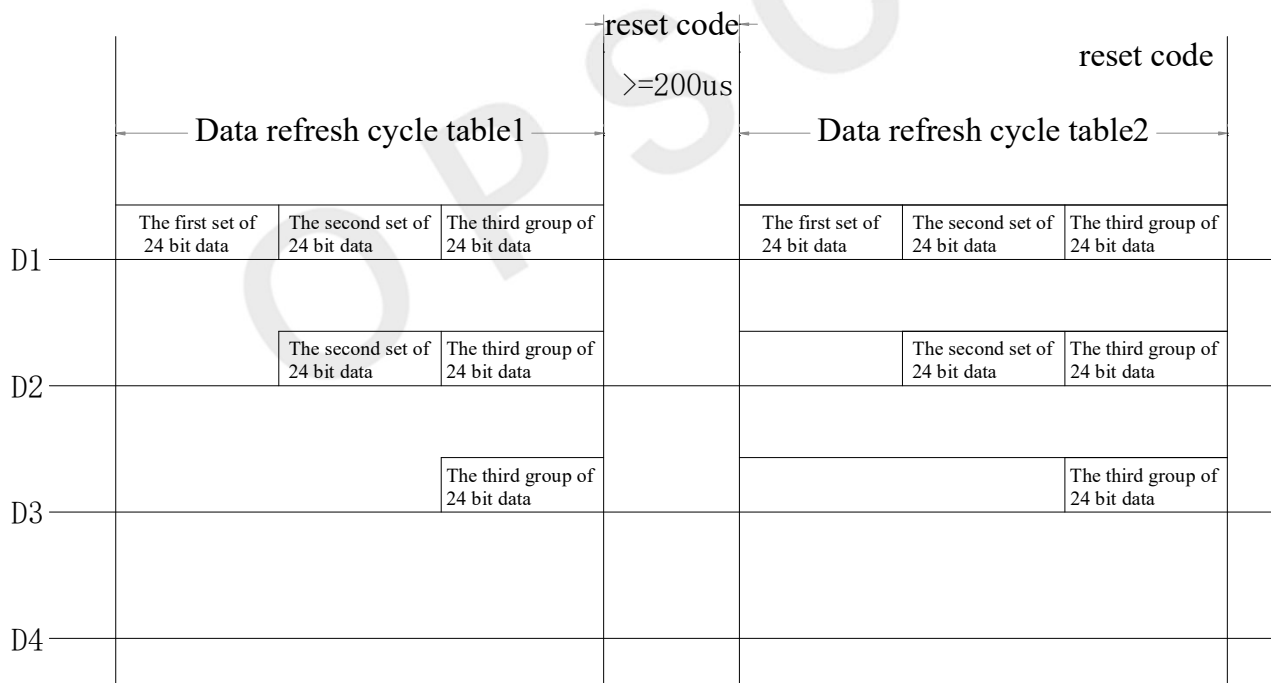 reset code
reset code
>=200us
Data refresh cycle table1
Data refresh cycle table2
The first set of
24 bit data
The second set of
24 bit data
The third group of
24 bit data
The first set of
24 bit data
The second set of
24 bit data
The third group of
24 bit data
D1
The second set of
24 bit data
The third group of
24 bit data
The second set of
24 bit data
The third group of
24 bit data
D2
The third group of
24 bit data
The third group of
24 bit data
D3
D4
OPSO